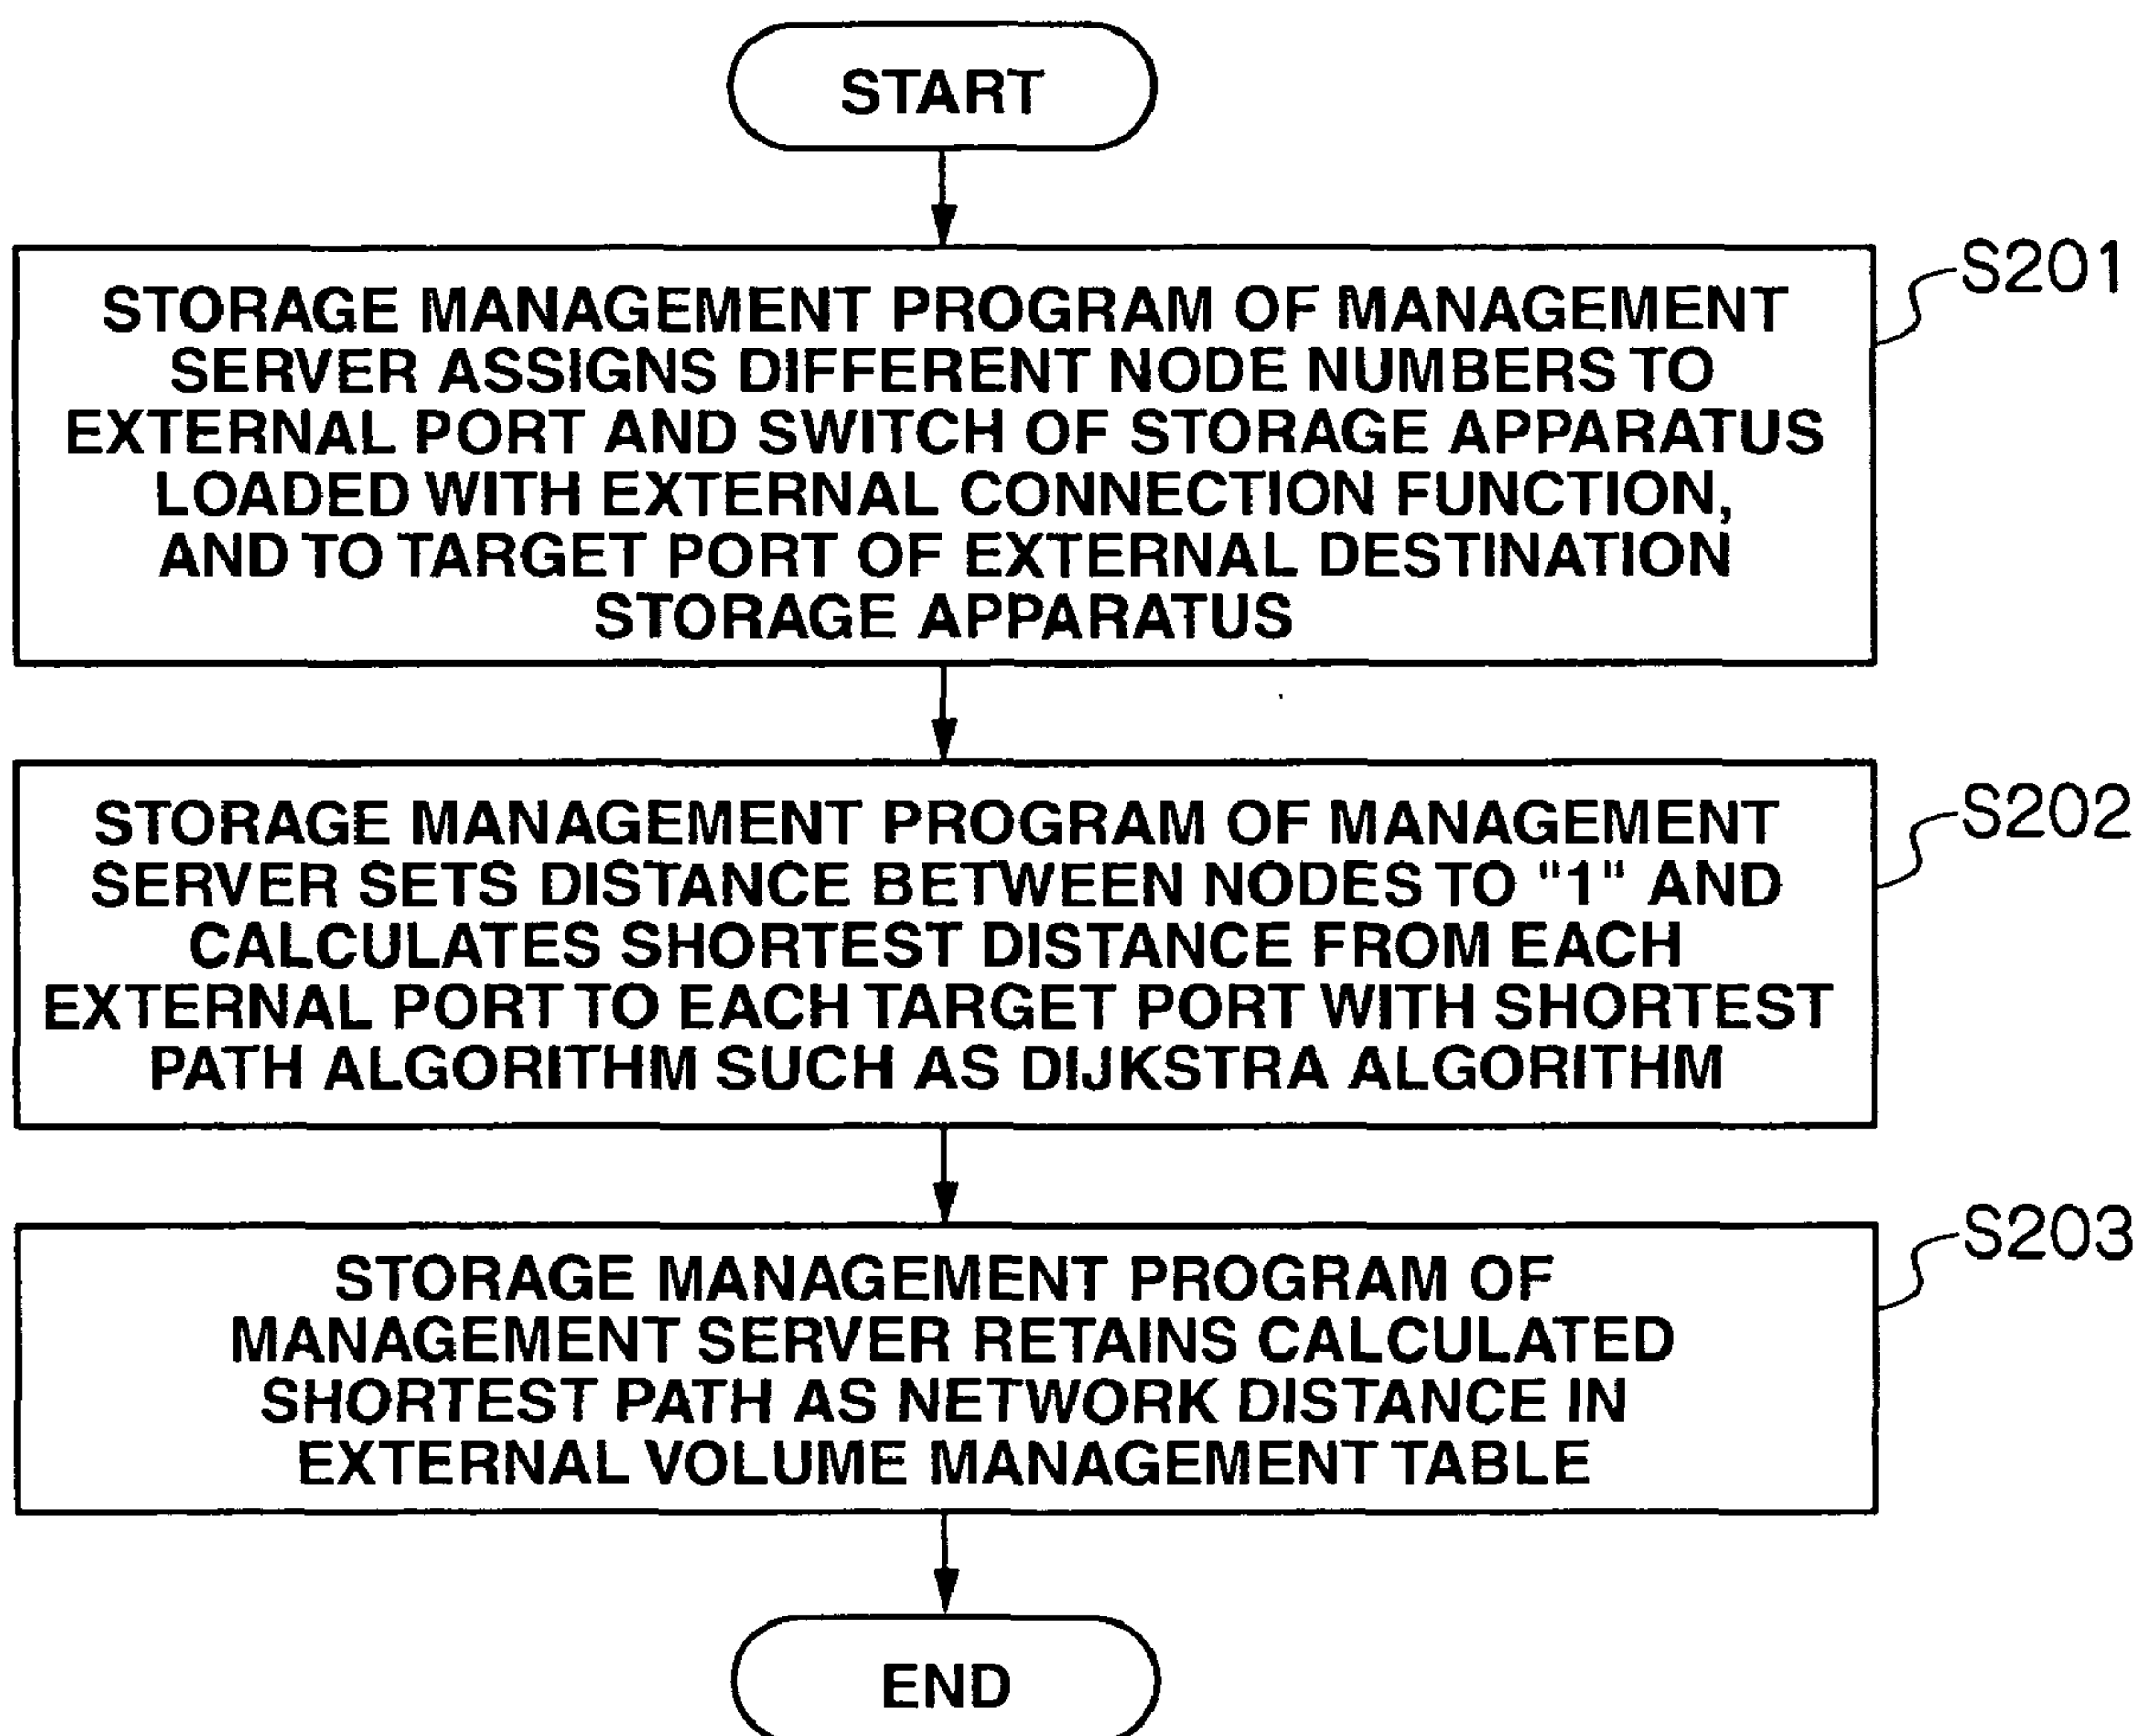 START
S201
STORAGE MANAGEMENT PROGRAM OF MANAGEMENT
SERVER ASSIGNS DIFFERENT NODE NUMBERS TO
EXTERNAL PORT AND SWITCH OF STORAGE APPARATUS
LOADED WITH EXTERNAL CONNECTION FUNCTION,
AND TO TARGET PORT OF EXTERNAL DESTINATION
STORAGE APPARATUS
S202
STORAGE MANAGEMENT PROGRAM OF MANAGEMENT
SERVER SETS DISTANCE BETWEEN NODES TO "1" AND
CALCULATES SHORTEST DISTANCE FROM EACH
EXTERNAL PORT TO EACH TARGET PORT WITH SHORTEST
PATH ALGORITHM SUCH AS DIJKSTRA ALGORITHM
S203
STORAGE MANAGEMENT PROGRAM OF
MANAGEMENT SERVER RETAINS CALCULATED
SHORTEST PATH AS NETWORK DISTANCE IN
EXTERNAL VOLUME MANAGEMENT TABLE
END